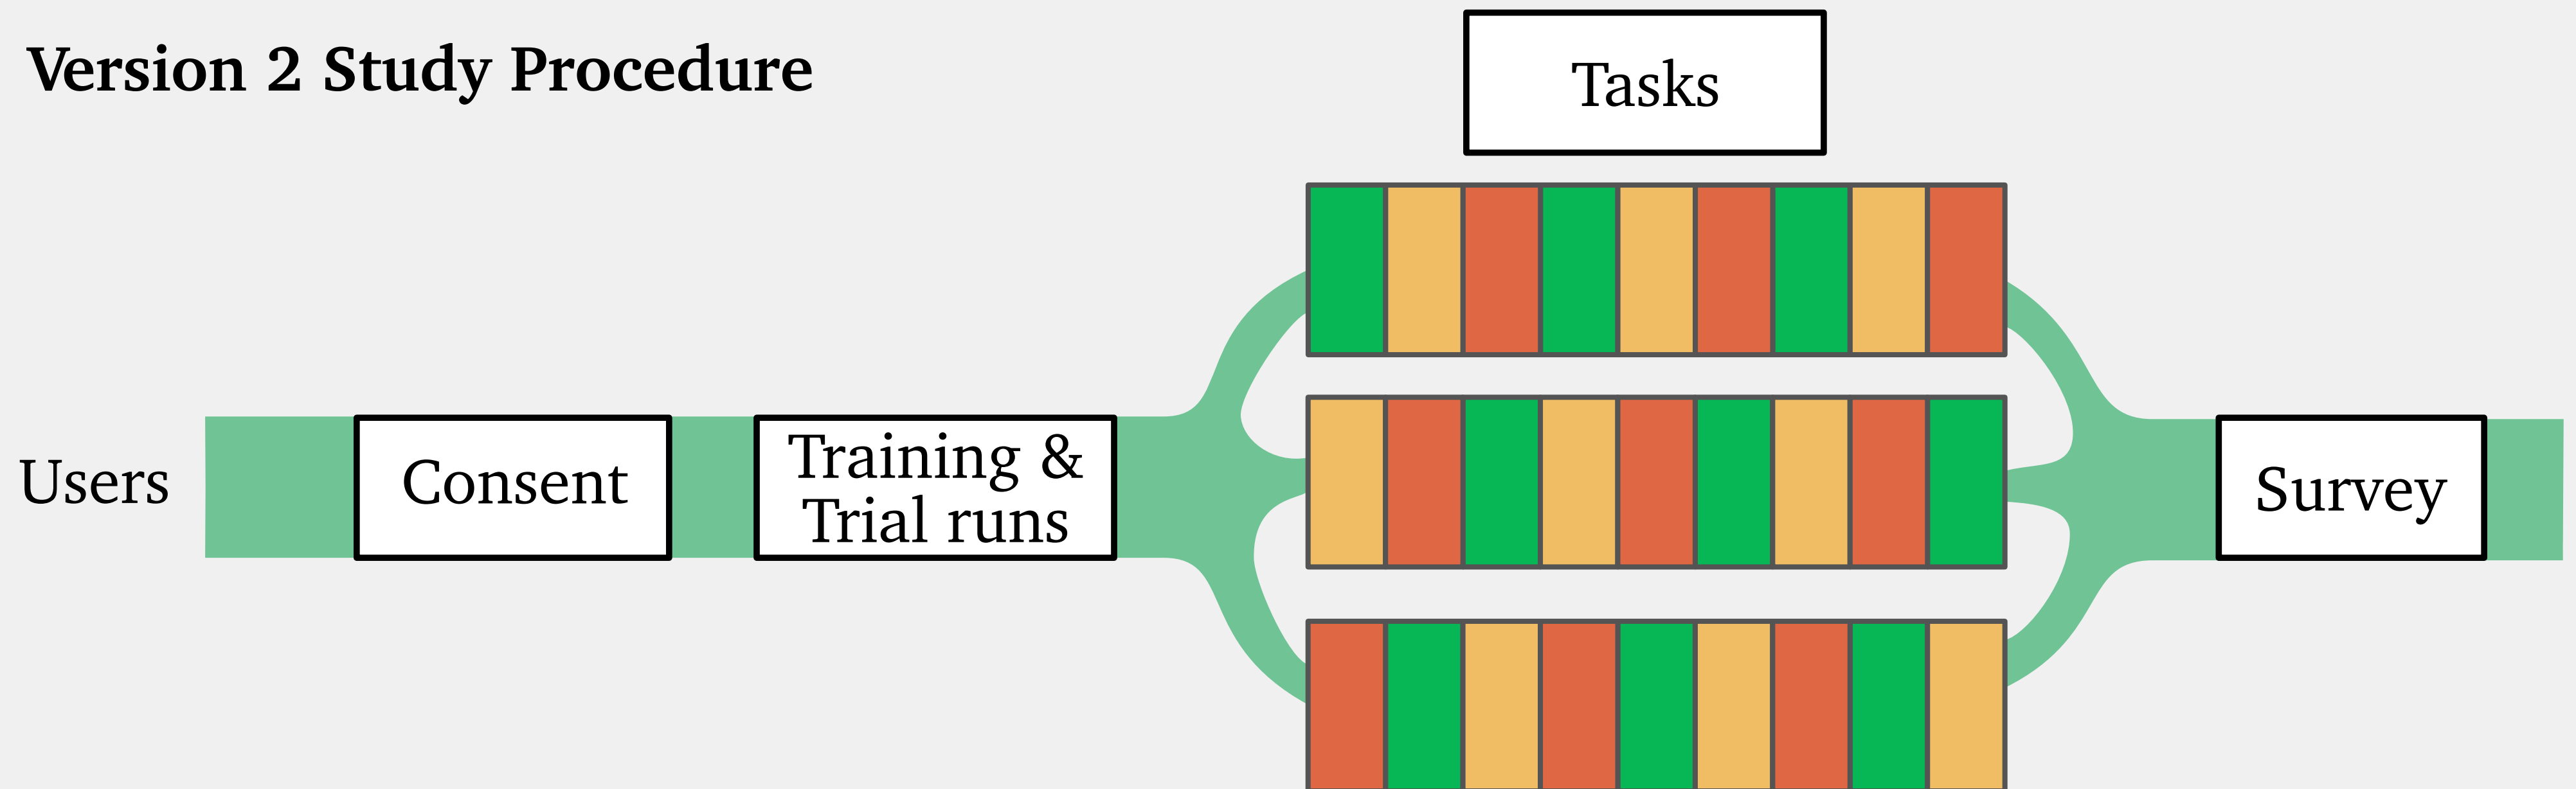 Version 2 Study Procedure
Tasks
Users
Consent
Training &
Trial runs
Survey